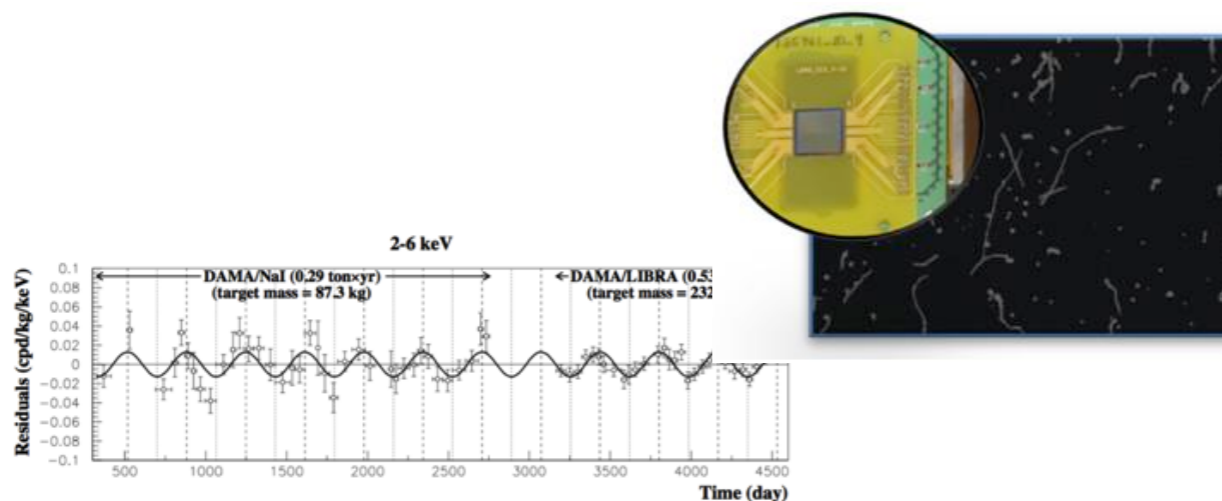 2-6 keV
DAMA/NaI (0.29 ton×yr)
(target mass = 87.3 kg)
DAMA/LIBRA (0.53
(target mass = 232
Residuals (cpd/kg/keV)
0.1
0.08
0.06
0.04
0.02
0
-0.02
-0.04
-0.06
-0.08
-0.1
500 1000 1500 2000 2500 3000 3500 4000 4500
Time (day)